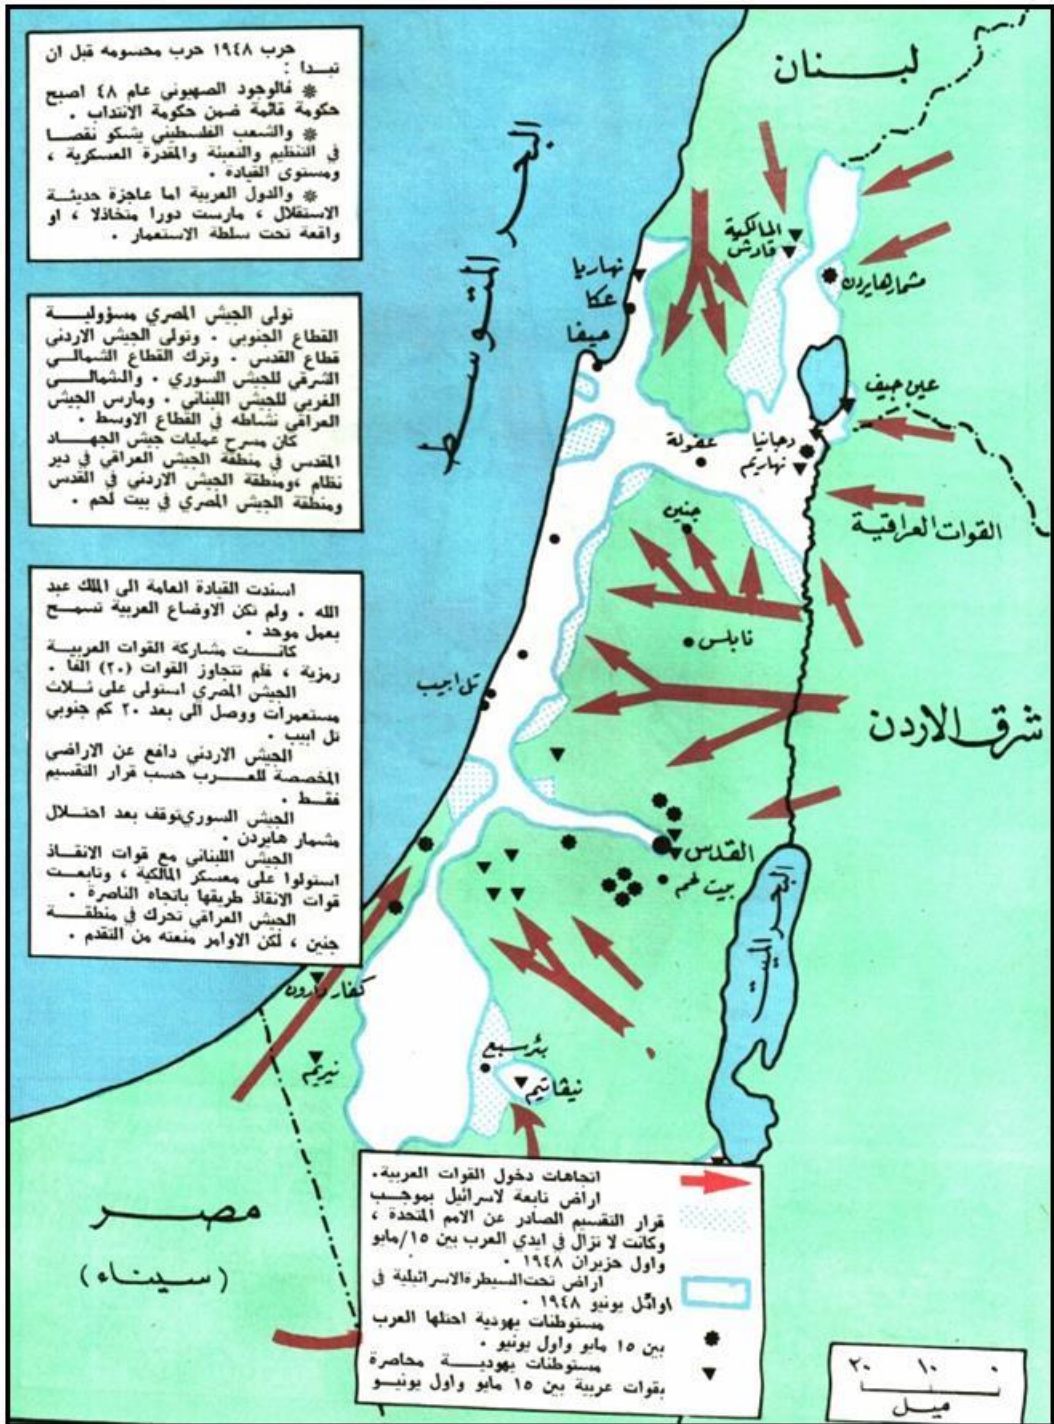 حرب ١٩٤٨ حرب محسومه قبل ان
تبـدا :
* فالوجود الصهيوني عام ٤٨ اصبح
حكومة قائمة ضمن حكومة الانتداب .
* والشعب الفلسطيني يشكو نقصا
في التنظيم والتعبئة والمقدرة العسكرية ،
ومستوى القيادة .
* والدول العربية اما عاجزة حديثة
الاستقلال ، مارست دورا متخاذلا ، او
واقعة تحت سلطة الاستعمار .
تولى الجيش المصري مسؤولية
القطاع الجنوبي . وتولى الجيش الاردني
قطاع القدس . وترك القطاع الشمالي
الشرقي للجيش السوري . والشمالي
الغربي للجيش اللبناني . ومارس الجيش
العراقي نشاطه في القطاع الاوسط .
كان مسرح عمليات جيش الجهاد
المقدس في منطقة الجيش العراقي في دير
نظام ،ومنطقة الجيش الاردني في القدس
ومنطقة الجيش المصري في بيت لحم .
اسندت القيادة العامة الى الملك عبد
الله . ولم تكن الاوضاع العربية تسمح
بعمل موحد .
كانت مشاركة القوات العربية
رمزية ، فلم تتجاوز القوات (٢٠) الفا .
الجيش المصري استولى على ثلاث
مستعمرات ووصل الى بعد ٢٠ كم جنوبي
تل ابيب .
الجيش الاردني دافع عن الاراضي
المخصصة للعرب حسب قرار التقسيم
فقط .
الجيش السوري توقف بعد احتلال
مشمار هايردن .
الجيش اللبناني مع قوات الانقاذ
استولوا على معسكر المالكية ، وتابعت
قوات الانقاذ طريقها باتجاه الناصرة .
الجيش العراقي تحرك في منطقة
جنين ، لكن الاوامر منعته من التقدم .
لبنان
البحر المتوسط
المالكية
قادش
نهاريا
عكا
حيفا
مشمارهايردن
عين جيف
دجانيا
نهاريم
عفولة
القوات العراقية
جنين
نابلس
تل ابيب
شرق الاردن
القدس
بيت لحم
البحر الميت
كفار دارون
نيريم
بئر سبع
نيفاتيم
مصر
(سيناء)
اتجاهات دخول القوات العربية .
اراض تابعة لاسرائيل بموجب
قرار التقسيم الصادر عن الامم المتحدة ،
وكانت لا تزال في ايدي العرب بين ١٥/مايو
واول حزيران ١٩٤٨ .
اراض تحت السيطرة الاسرائيلية في
اوائل يونيو ١٩٤٨ .
مستوطنات يهودية احتلها العرب
بين ١٥ مايو واول يونيو .
مستوطنات يهودية محاصرة
بقوات عربية بين ١٥ مايو واول يونيو
٢٠ ١٠ ٠
ميل